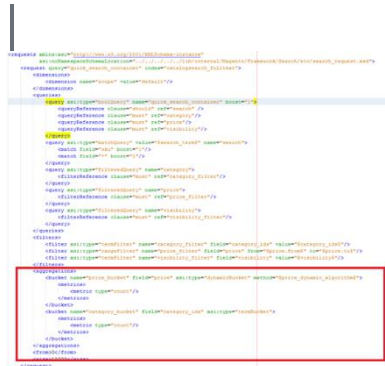 <requests xmlns:xsi="http://www.w3.org/2001/XMLSchema-instance"
xsi:noNamespaceSchemaLocation="../../../../../../lib/internal/Magento/Framework/Search/etc/search_request.xsd">
<request query="quick_search_container" index="catalogsearch_fulltext">
<dimensions>
<dimension name="scope" value="default"/>
</dimensions>
<queries>
<query xsi:type="boolQuery" name="quick_search_container" boost="1">
<queryReference clause="should" ref="search" />
<queryReference clause="must" ref="category"/>
<queryReference clause="must" ref="price"/>
<queryReference clause="must" ref="visibility"/>
</query>
<query xsi:type="matchQuery" value="$search_term$" name="search">
<match field="sku" boost="1"/>
<match field="*" boost="1"/>
</query>
<query xsi:type="filteredQuery" name="category">
<filterReference clause="must" ref="category_filter"/>
</query>
<query xsi:type="filteredQuery" name="price">
<filterReference clause="must" ref="price_filter"/>
</query>
<query xsi:type="filteredQuery" name="visibility">
<filterReference clause="must" ref="visibility_filter"/>
</query>
</queries>
<filters>
<filter xsi:type="termFilter" name="category_filter" field="category_ids" value="$category_ids$"/>
<filter xsi:type="rangeFilter" name="price_filter" field="price" from="$price.from$" to="$price.to$"/>
<filter xsi:type="termFilter" name="visibility_filter" field="visibility" value="$visibility$"/>
</filters>
<aggregations>
<bucket name="price_bucket" field="price" xsi:type="dynamicBucket" method="$price_dynamic_algorithm$">
<metrics>
<metric type="count"/>
</metrics>
</bucket>
<bucket name="category_bucket" field="category_ids" xsi:type="termBucket">
<metrics>
<metric type="count"/>
</metrics>
</bucket>
</aggregations>
<from>0</from>